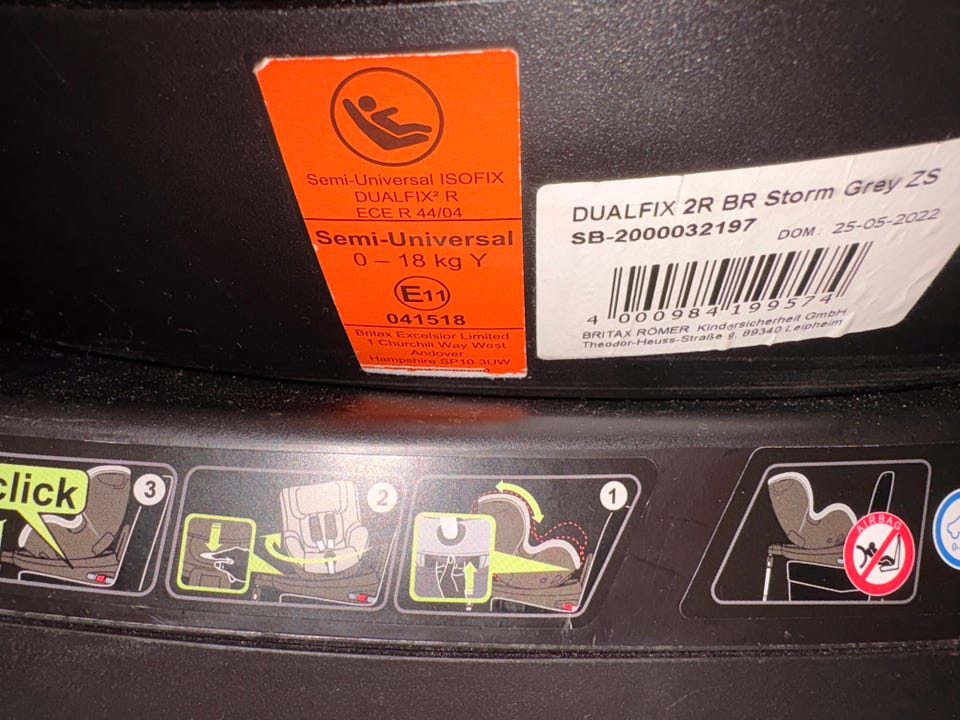 Semi-Universal ISOFIX
DUALFIX² R
ECE R 44/04
Semi-Universal
0 – 18 kg Y
E11
041518
Britax Excelsior Limited
1 Churchill Way West
Andover
Hampshire SP10 3UW
DUALFIX 2R BR Storm Grey ZS
SB-2000032197 DOM: 25-05-2022
4 000984 199574
BRITAX RÖMER Kindersicherheit GmbH
Theodor-Heuss-Straße 9, 89340 Leipheim
click
3
2
1
AIRBAG